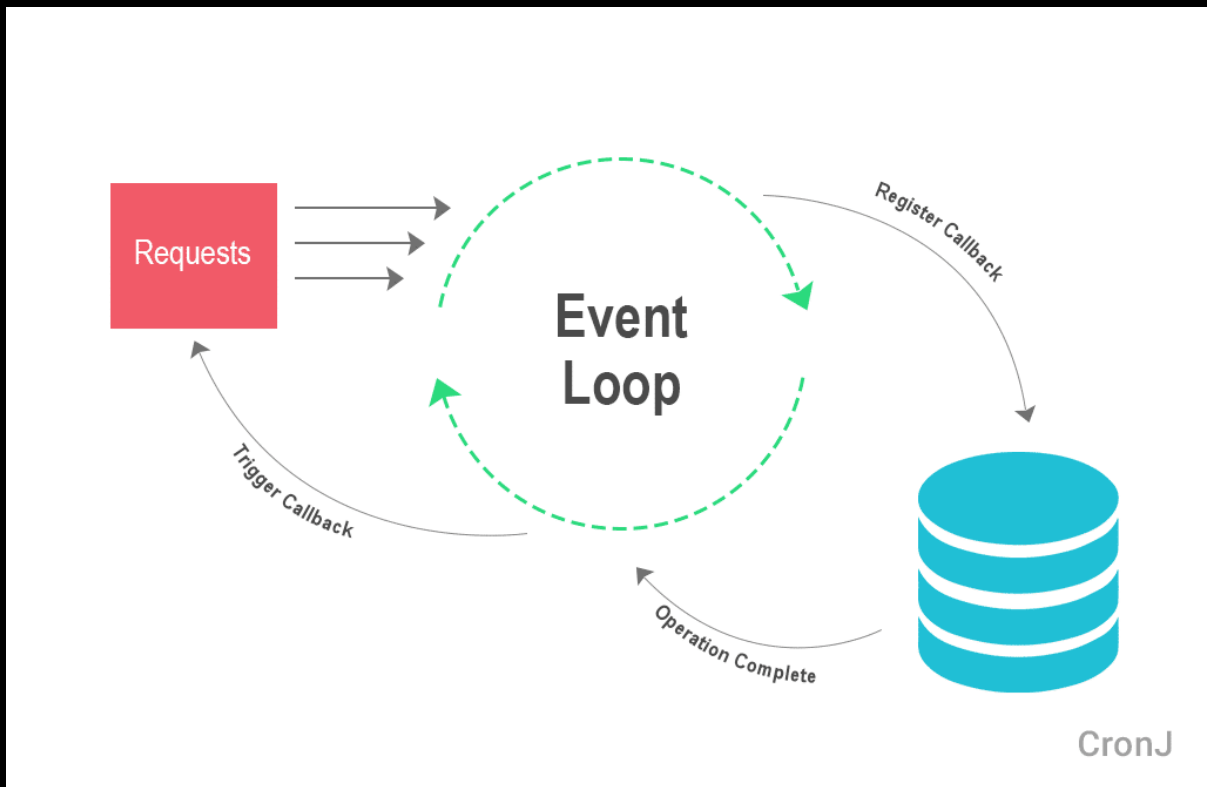 Requests
Event
Loop
Register Callback
Trigger Callback
Operation Complete
CronJ